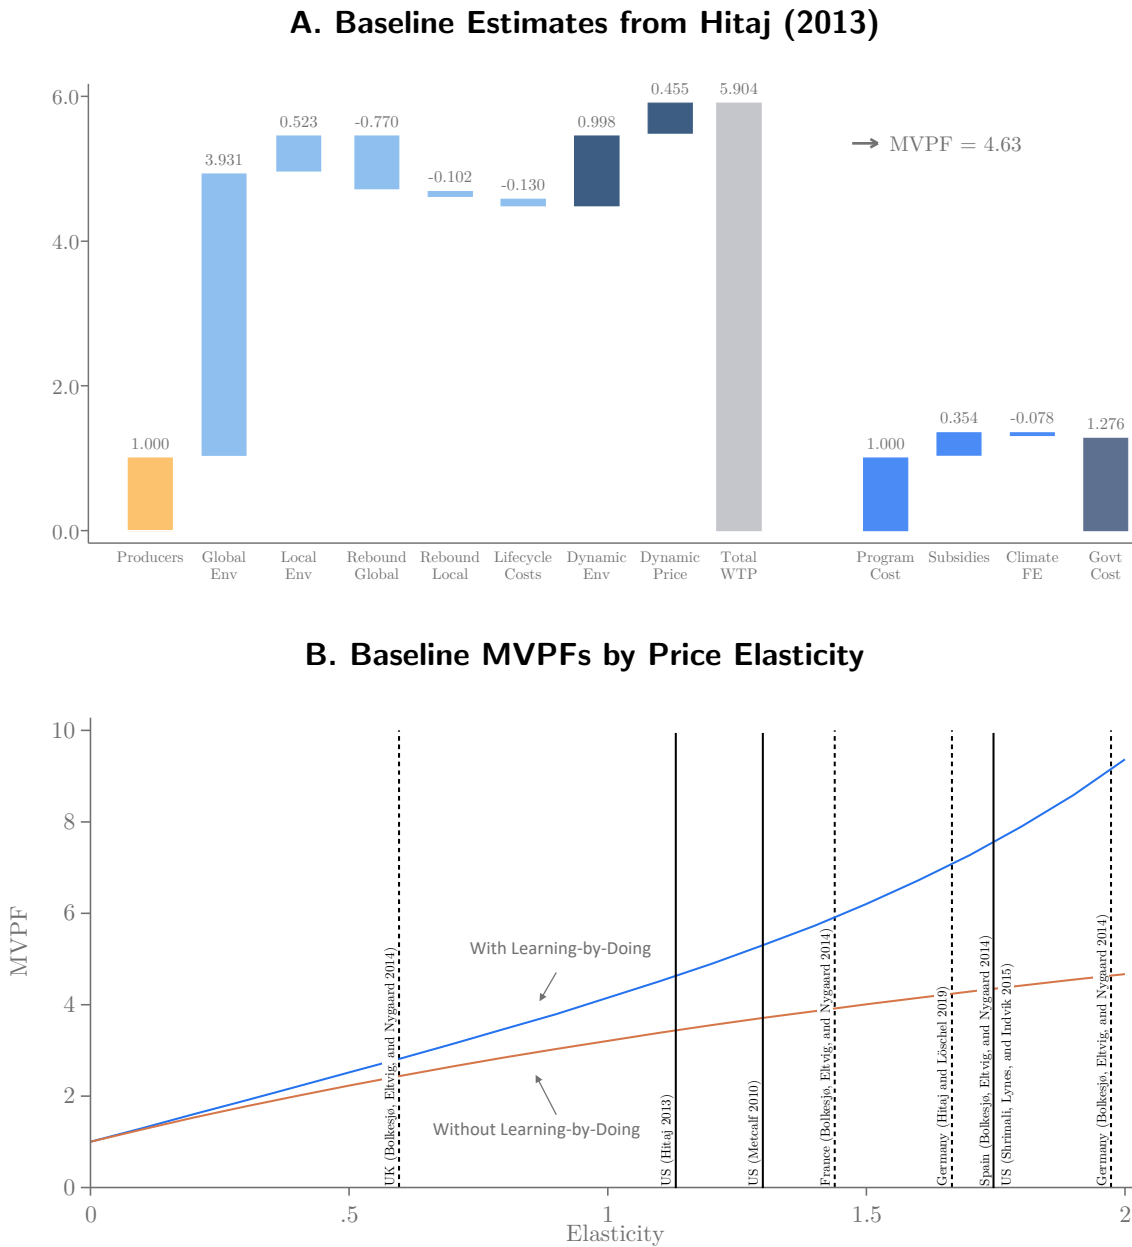 A. Baseline Estimates from Hitaj (2013)
6.0
4.0
2.0
0.0
1.000
3.931
0.523
-0.770
-0.102
-0.130
0.998
0.455
5.904
→ MVPF = 4.63
1.000
0.354
-0.078
1.276
Producers
Global
Env
Local
Env
Rebound
Global
Rebound
Local
Lifecycle
Costs
Dynamic
Env
Dynamic
Price
Total
WTP
Program
Cost
Subsidies
Climate
FE
Govt
Cost
B. Baseline MVPFs by Price Elasticity
MVPF
10
8
6
4
2
0
With Learning-by-Doing
Without Learning-by-Doing
UK (Bolkesjø, Eltvig, and Nygaard 2014)
US (Hitaj 2013)
US (Metcalf 2010)
France (Bolkesjø, Eltvig, and Nygaard 2014)
Germany (Hitaj and Löschel 2019)
Spain (Bolkesjø, Eltvig, and Nygaard 2014)
US (Shrimali, Lynes, and Indvik 2015)
Germany (Bolkesjø, Eltvig, and Nygaard 2014)
0
.5
1
1.5
2
Elasticity